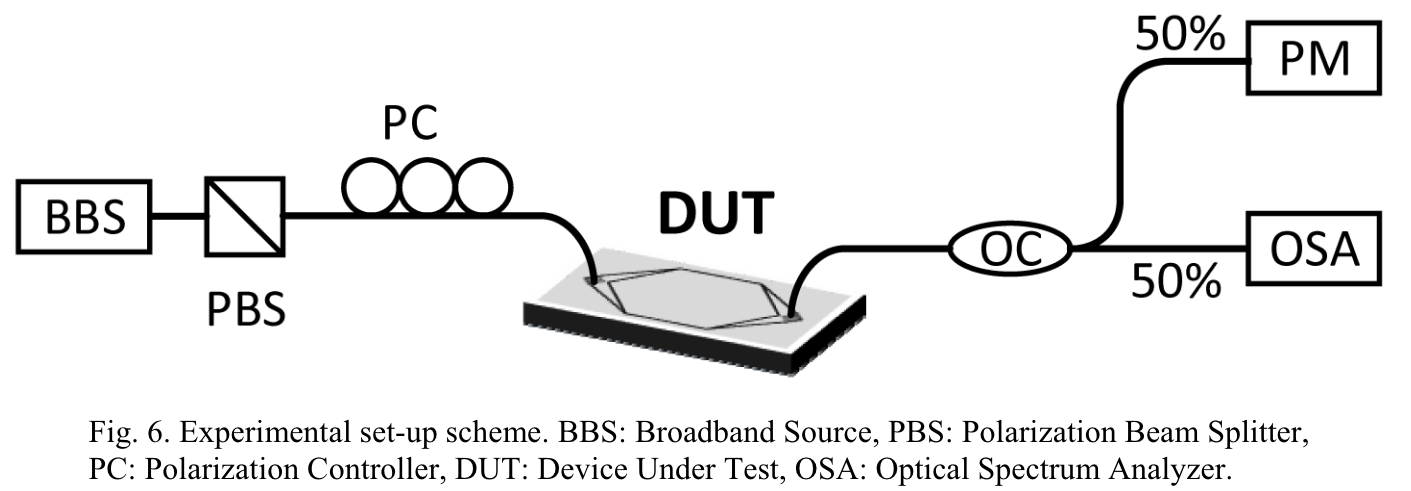 50%
PM
PC
DUT
BBS
OC
OSA
50%
PBS
Fig. 6. Experimental set-up scheme. BBS: Broadband Source, PBS: Polarization Beam Splitter,
PC: Polarization Controller, DUT: Device Under Test, OSA: Optical Spectrum Analyzer.